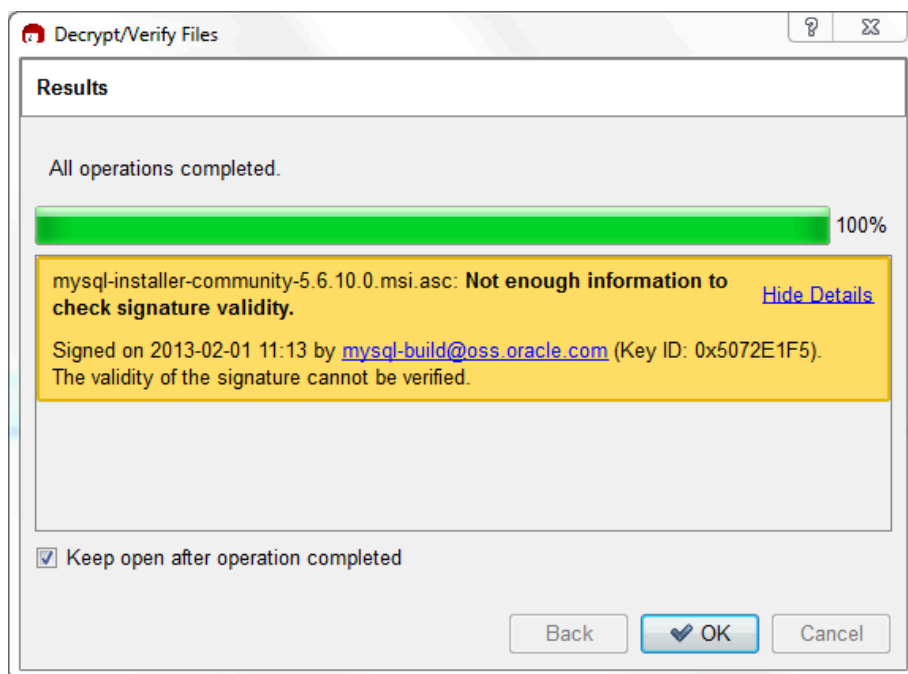 Decrypt/Verify Files
Results
All operations completed.
100%
mysql-installer-community-5.6.10.0.msi.asc: Not enough information to
check signature validity.
Hide Details
Signed on 2013-02-01 11:13 by mysql-build@oss.oracle.com (Key ID: 0x5072E1F5).
The validity of the signature cannot be verified.
Keep open after operation completed
Back
OK
Cancel